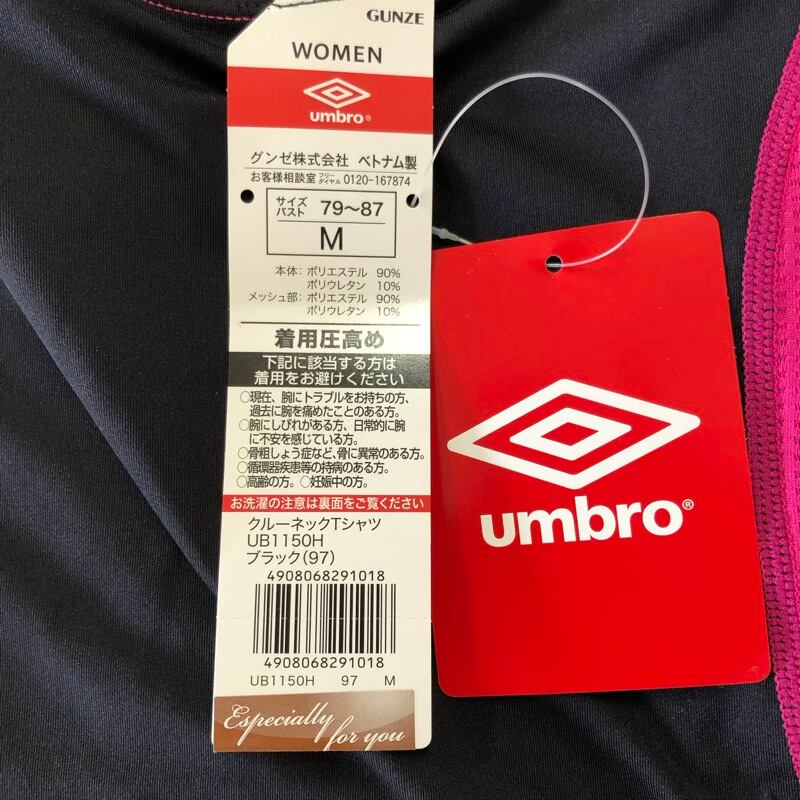 GUNZE
WOMEN
umbro®
グンゼ株式会社 ベトナム製
お客様相談室 フリーダイヤル 0120-167874
サイズ
バスト 79〜87
M
本体: ポリエステル 90%
ポリウレタン 10%
メッシュ部: ポリエステル 90%
ポリウレタン 10%
着用圧高め
下記に該当する方は
着用をお避けください
○現在、腕にトラブルをお持ちの方、
過去に腕を痛めたことのある方。
○腕にしびれがある方、日常的に腕
に不安を感じている方。
○骨粗しょう症など、骨に異常のある方。
○循環器疾患等の持病のある方。
○高齢の方。○妊娠中の方。
お洗濯の注意は裏面をご覧ください
クルーネックTシャツ
UB1150H
ブラック(97)
4908068291018
4908068291018
UB1150H 97 M
Especially
for you
umbro®